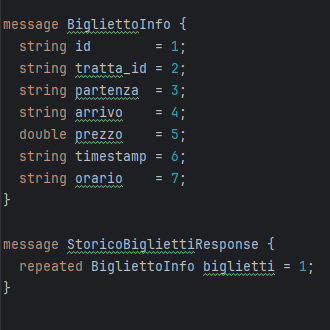 message BigliettoInfo {
  string id        = 1;
  string tratta_id = 2;
  string partenza  = 3;
  string arrivo    = 4;
  double prezzo    = 5;
  string timestamp = 6;
  string orario    = 7;
}
message StoricoBigliettiResponse {
  repeated BigliettoInfo biglietti = 1;
}